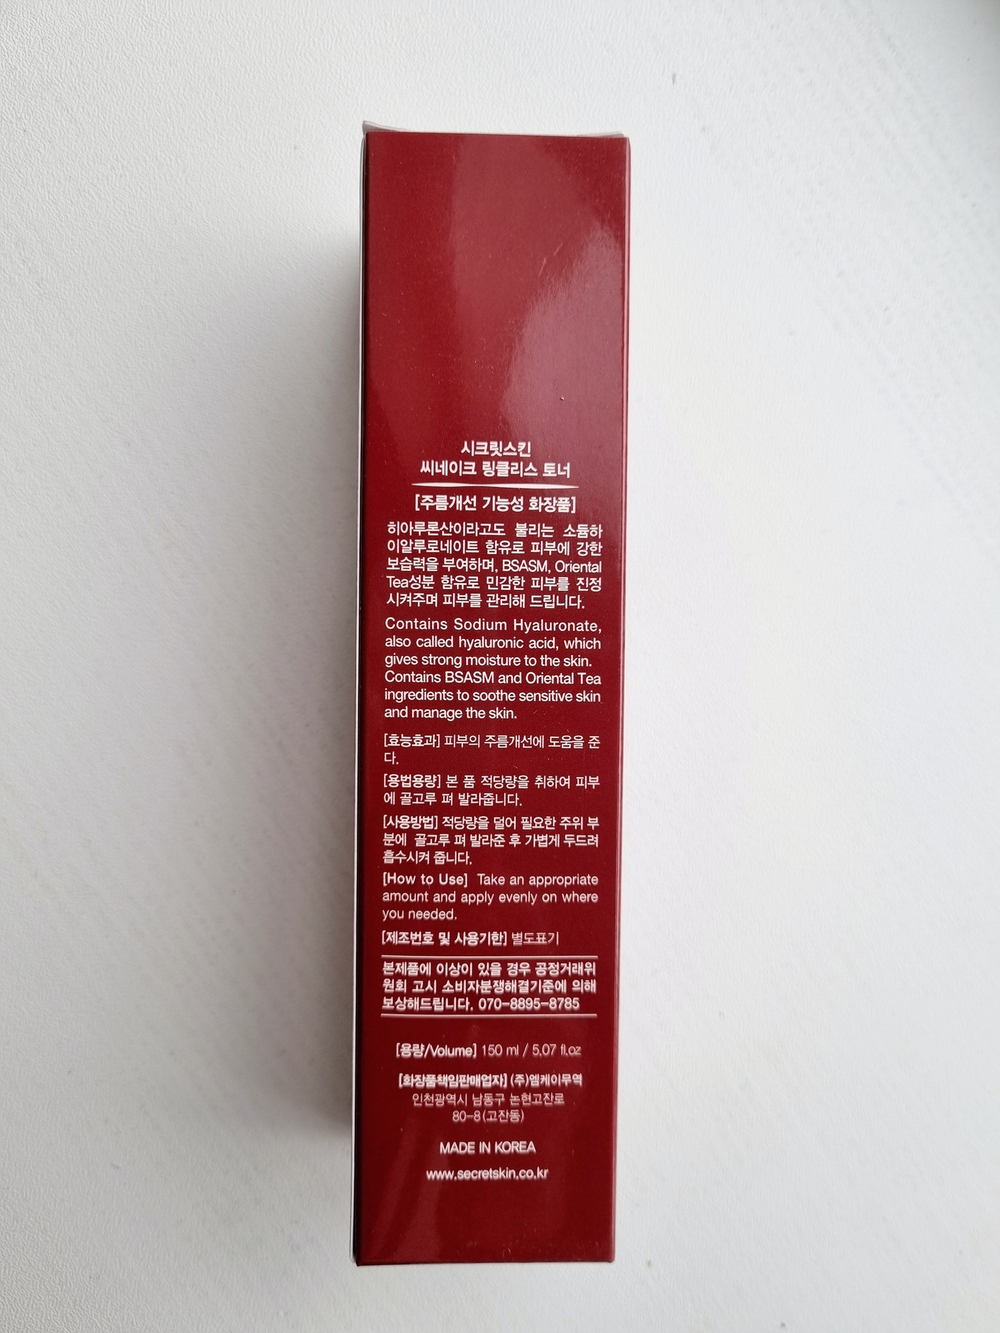 시크릿스킨
씨네이크 링클리스 토너
[주름개선 기능성 화장품]
히아루론산이라고도 불리는 소듐하
이알루로네이트 함유로 피부에 강한
보습력을 부여하며, BSASM, Oriental
Tea성분 함유로 민감한 피부를 진정
시켜주며 피부를 관리해 드립니다.
Contains Sodium Hyaluronate,
also called hyaluronic acid, which
gives strong moisture to the skin.
Contains BSASM and Oriental Tea
ingredients to soothe sensitive skin
and manage the skin.
[효능효과] 피부의 주름개선에 도움을 준
다.
[용법용량] 본 품 적당량을 취하여 피부
에 골고루 펴 발라줍니다.
[사용방법] 적당량을 덜어 필요한 주위 부
분에 골고루 펴 발라준 후 가볍게 두드려
흡수시켜 줍니다.
[How to Use] Take an appropriate
amount and apply evenly on where
you needed.
[제조번호 및 사용기한] 별도표기
본제품에 이상이 있을 경우 공정거래위
원회 고시 소비자분쟁해결기준에 의해
보상해드립니다. 070-8895-8785
[용량/Volume] 150 ml / 5.07 fl.oz
[화장품책임판매업자] (주)엠케이무역
인천광역시 남동구 논현고잔로
80-8(고잔동)
MADE IN KOREA
www.secretskin.co.kr